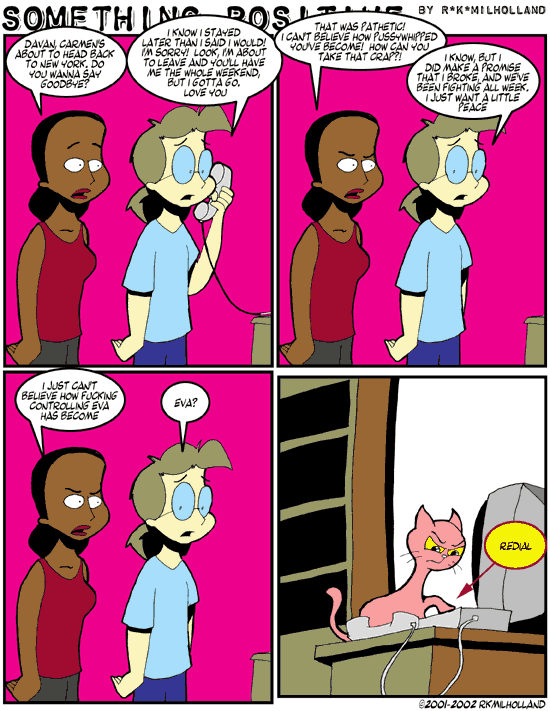 SOMETHING POSITIVE BY R*K*MILHOLLAND
DAVAN, CARMEN'S
ABOUT TO HEAD BACK
TO NEW YORK. DO
YOU WANNA SAY
GOODBYE?
I KNOW I STAYED
LATER THAN I SAID I WOULD!
I'M SORRY! LOOK, I'M ABOUT
TO LEAVE AND YOU'LL HAVE
ME THE WHOLE WEEKEND,
BUT I GOTTA GO.
LOVE YOU
THAT WAS PATHETIC!
I CAN'T BELIEVE HOW PUSSYWHIPPED
YOU'VE BECOME! HOW CAN YOU
TAKE THAT CRAP?!
I KNOW, BUT I
DID MAKE A PROMISE
THAT I BROKE, AND WE'VE
BEEN FIGHTING ALL WEEK.
I JUST WANT A LITTLE
PEACE
I JUST CAN'T
BELIEVE HOW FUCKING
CONTROLLING EVA
HAS BECOME
EVA?
REDIAL
©2001-2002 RKMILHOLLAND